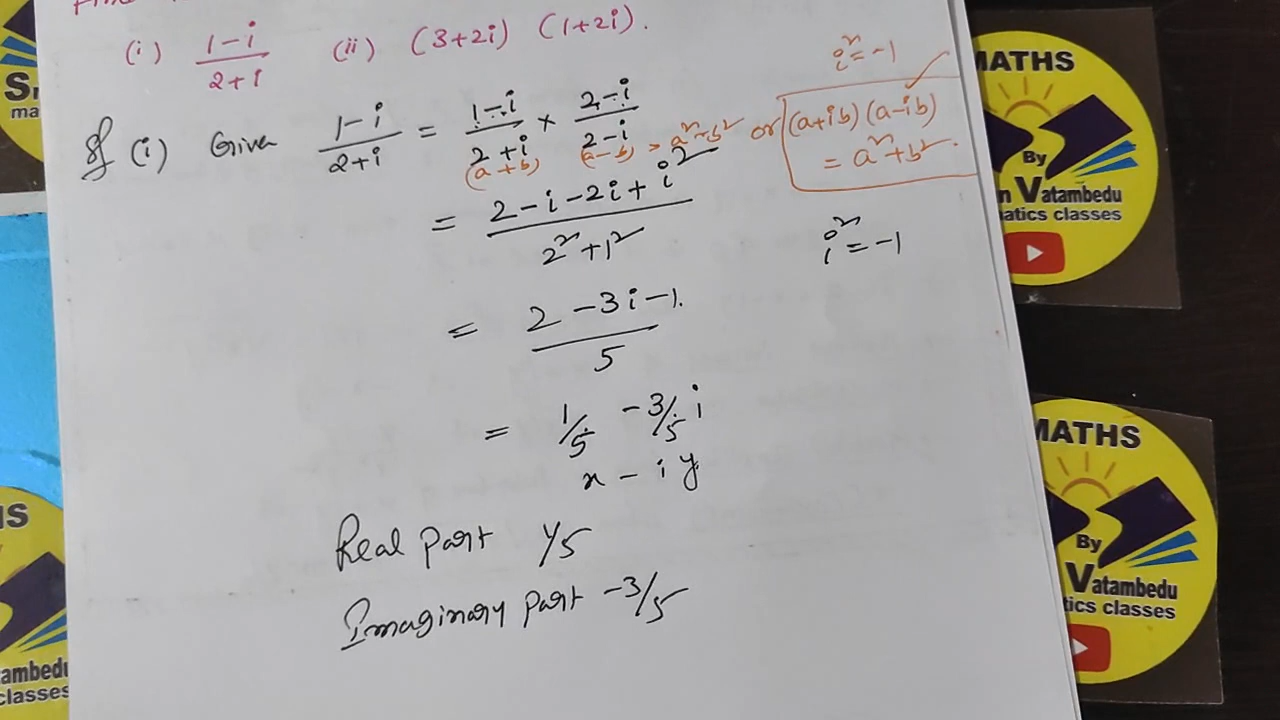 (i) 1-i / 2+i (ii) (3+2i) (1+2i).
i² = -1
(i) Given 1-i / 2+i = 1-i / 2+i × 2-i / 2-i
(a+b) (a-b) = a²-b² or (a+ib) (a-ib) = a²+b².
= 2-i-2i+i² / 2²+1²
i² = -1
= 2-3i-1 / 5
= 1/5 -3/5 i
x - iy
Real part 1/5
Imaginary part -3/5
MATHS
By
Vatambedu
classes
MATHS
By
Vatambedu
classes